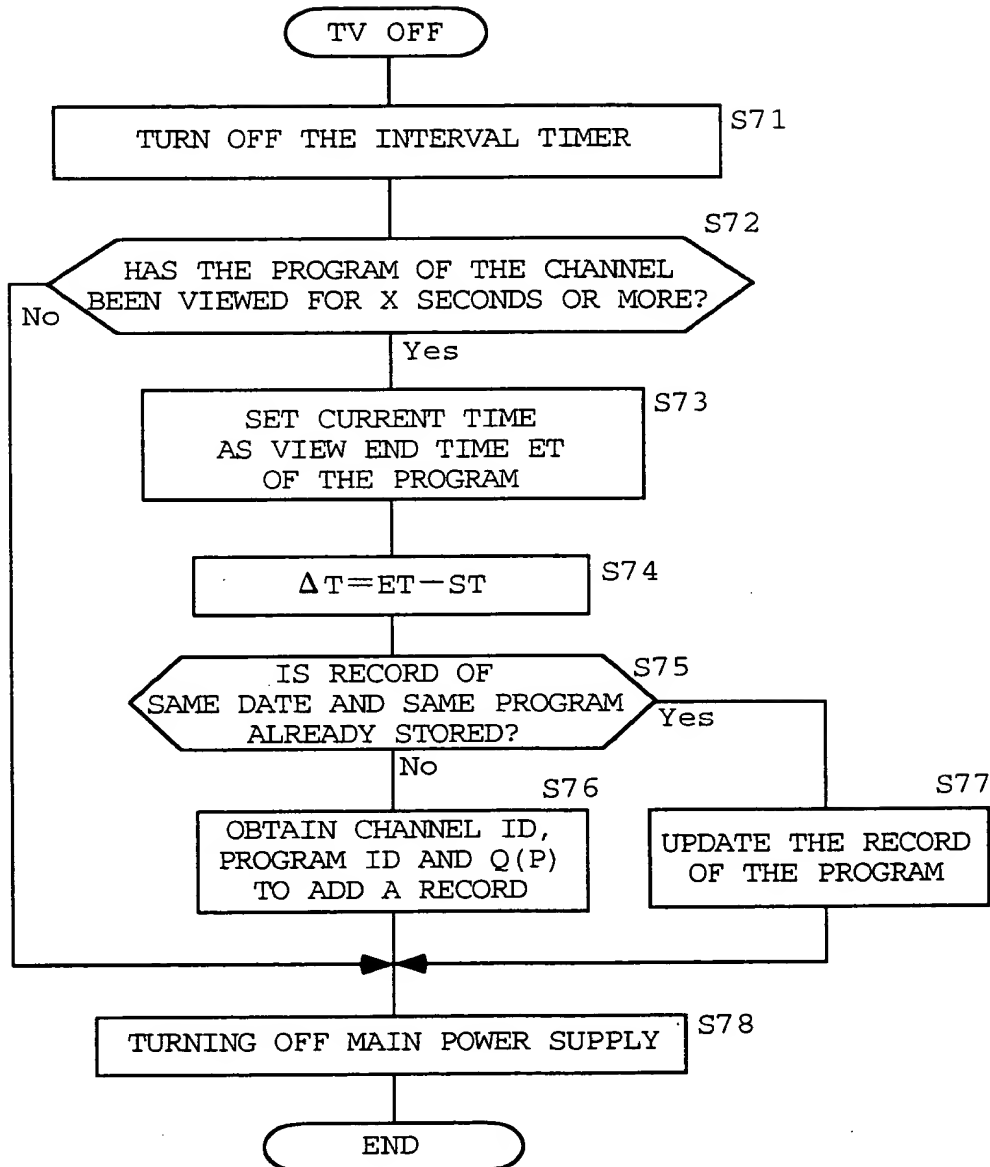 TV OFF
S71
TURN OFF THE INTERVAL TIMER
S72
HAS THE PROGRAM OF THE CHANNEL
BEEN VIEWED FOR X SECONDS OR MORE?
No
Yes
S73
SET CURRENT TIME
AS VIEW END TIME ET
OF THE PROGRAM
S74
ΔT=ET-ST
S75
IS RECORD OF
SAME DATE AND SAME PROGRAM
ALREADY STORED?
Yes
No
S76
OBTAIN CHANNEL ID,
PROGRAM ID AND Q(P)
TO ADD A RECORD
S77
UPDATE THE RECORD
OF THE PROGRAM
S78
TURNING OFF MAIN POWER SUPPLY
END